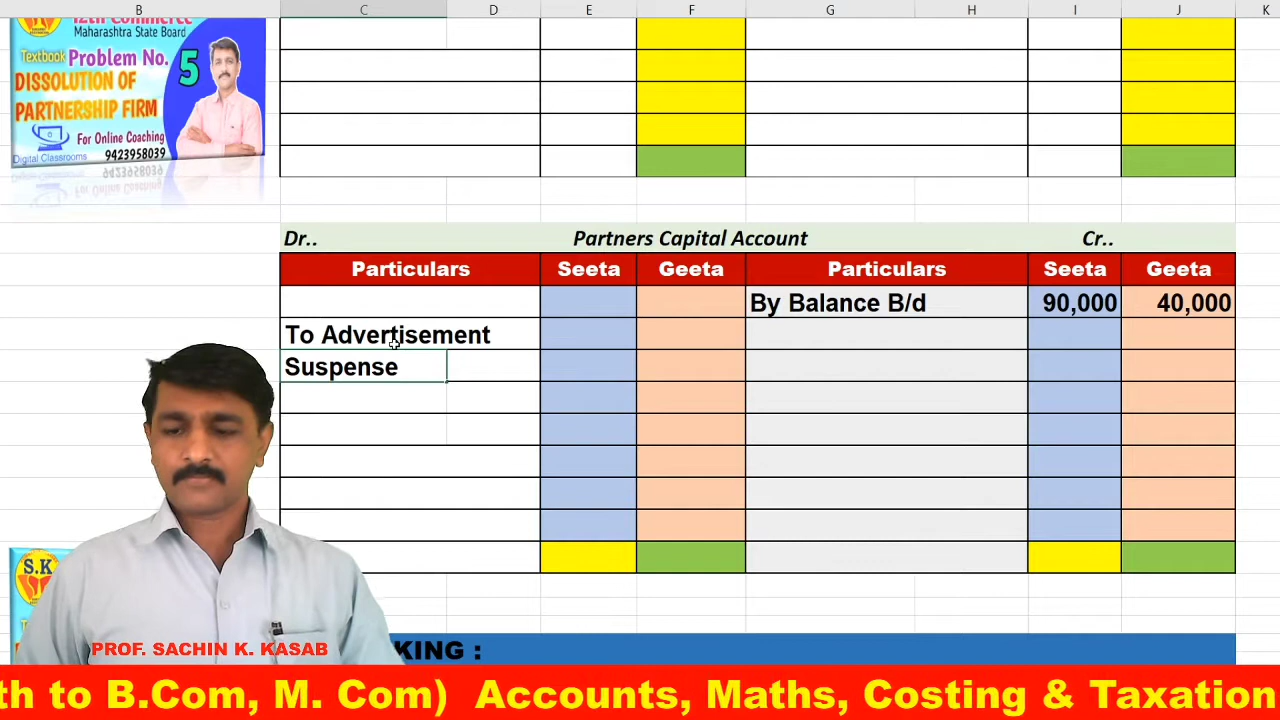 B C D E F G H I J K
12th Commerce
Maharashtra State Board
Textbook Problem No. 5
DISSOLUTION OF
PARTNERSHIP FIRM
For Online Coaching
Digital Classrooms 9423958039
Dr.. Partners Capital Account Cr..
Particulars Seeta Geeta Particulars Seeta Geeta
By Balance B/d 90,000 40,000
To Advertisement
Suspense
S.K
PROF. SACHIN K. KASAB
KING :
th to B.Com, M. Com) Accounts, Maths, Costing & Taxation